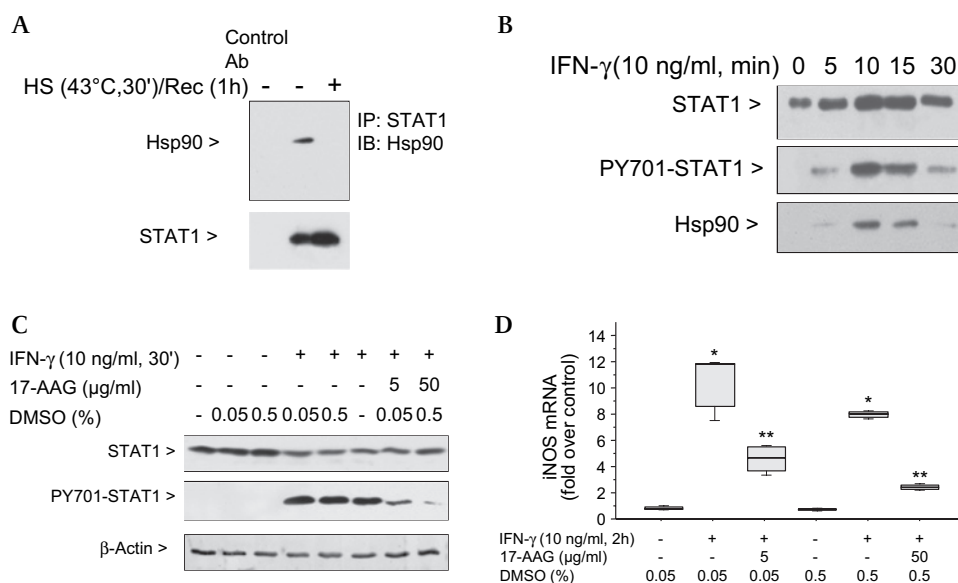 A
Control
Ab
HS (43°C,30')/Rec (1h) - - +
Hsp90 >
IP: STAT1
IB: Hsp90
STAT1 >
B
IFN-γ(10 ng/ml, min) 0 5 10 15 30
STAT1 >
PY701-STAT1 >
Hsp90 >
C
IFN-γ (10 ng/ml, 30') - - - + + + + +
17-AAG (μg/ml) - - - - - - 5 50
DMSO (%) - 0.05 0.5 0.05 0.5 - 0.05 0.5
STAT1 >
PY701-STAT1 >
β-Actin >
D
iNOS mRNA
(fold over control)
14
12
10
8
6
4
2
0
*
**
*
**
IFN-γ (10 ng/ml, 2h) - + + - + +
17-AAG (μg/ml) - - 5 - - 50
DMSO (%) 0.05 0.05 0.05 0.5 0.5 0.5